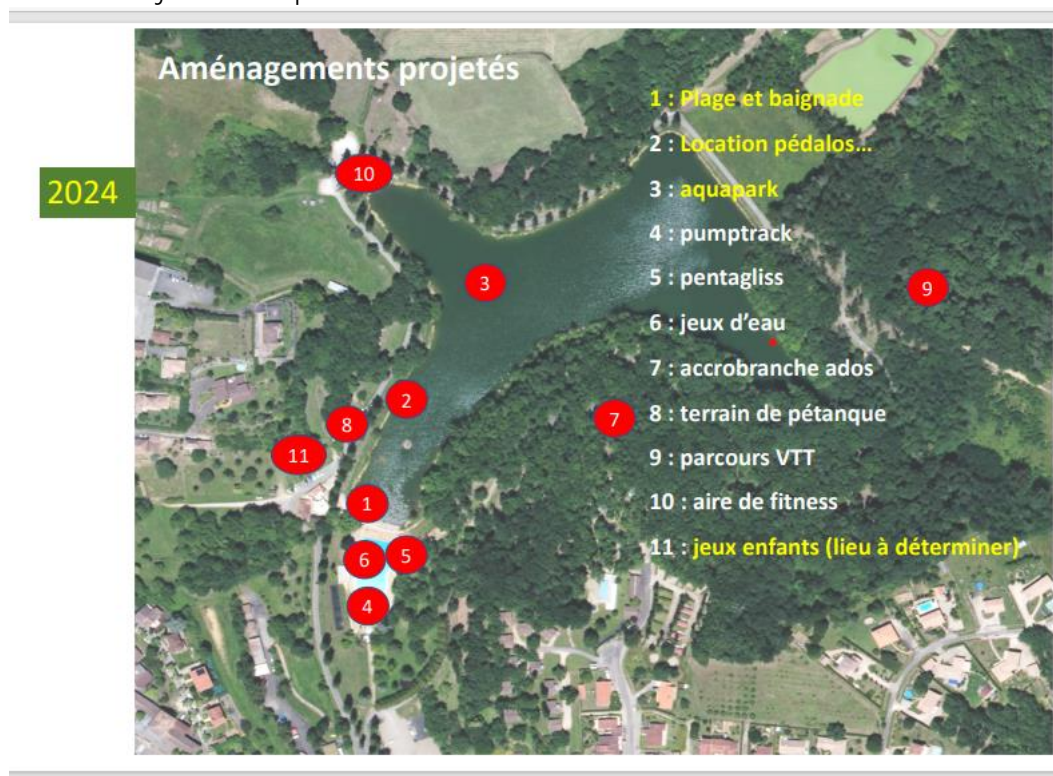 Aménagements projetés
2024
1 : Plage et baignade
2 : Location pédalos...
3 : aquapark
4 : pumptrack
5 : pentagliss
6 : jeux d'eau
7 : accrobranche ados
8 : terrain de pétanque
9 : parcours VTT
10 : aire de fitness
11 : jeux enfants (lieu à déterminer)
10
3
9
2
7
8
11
1
6
5
4